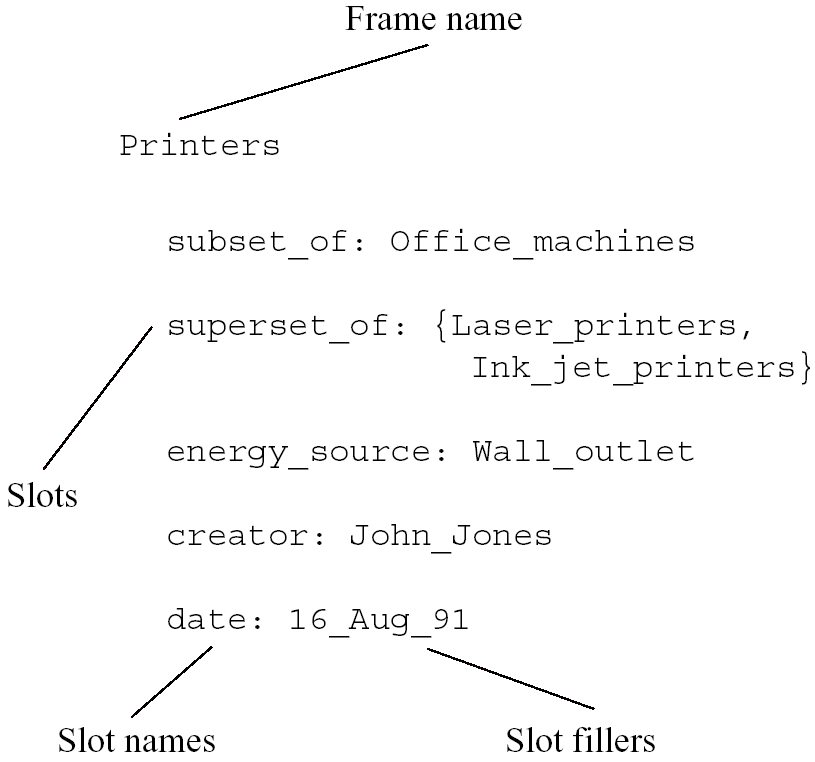 Frame name
Printers
subset_of: Office_machines
superset_of: {Laser_printers,
Ink_jet_printers}
energy_source: Wall_outlet
Slots
creator: John_Jones
date: 16_Aug_91
Slot names
Slot fillers